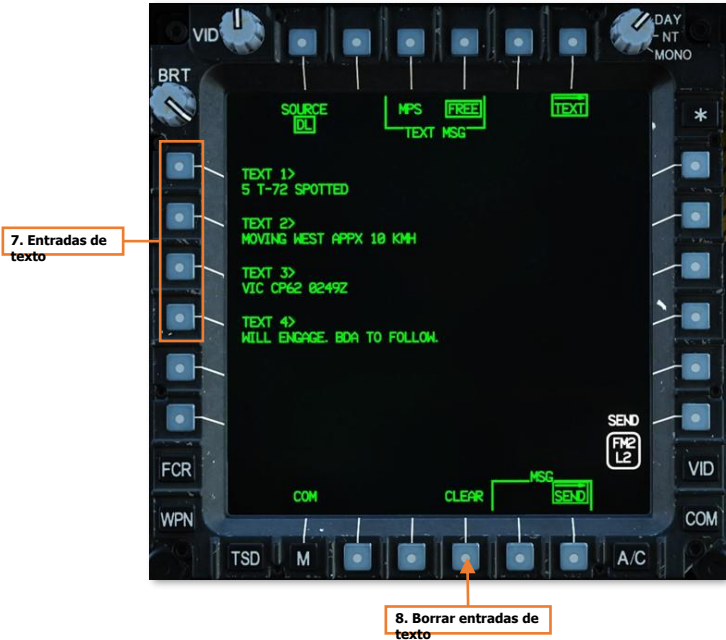 VID
DAY
NT
MONO
BRT
SOURCE
DL
MPS FREE
TEXT MSG
TEXT
*
TEXT 1>
5 T-72 SPOTTED
TEXT 2>
MOVING WEST APPX 10 KMH
TEXT 3>
VIC CP62 0249Z
TEXT 4>
WILL ENGAGE. BDA TO FOLLOW.
7. Entradas de
texto
SEND
FM2
L2
FCR
VID
MSG
COM CLEAR SEND
WPN
COM
TSD M A/C
8. Borrar entradas de
texto